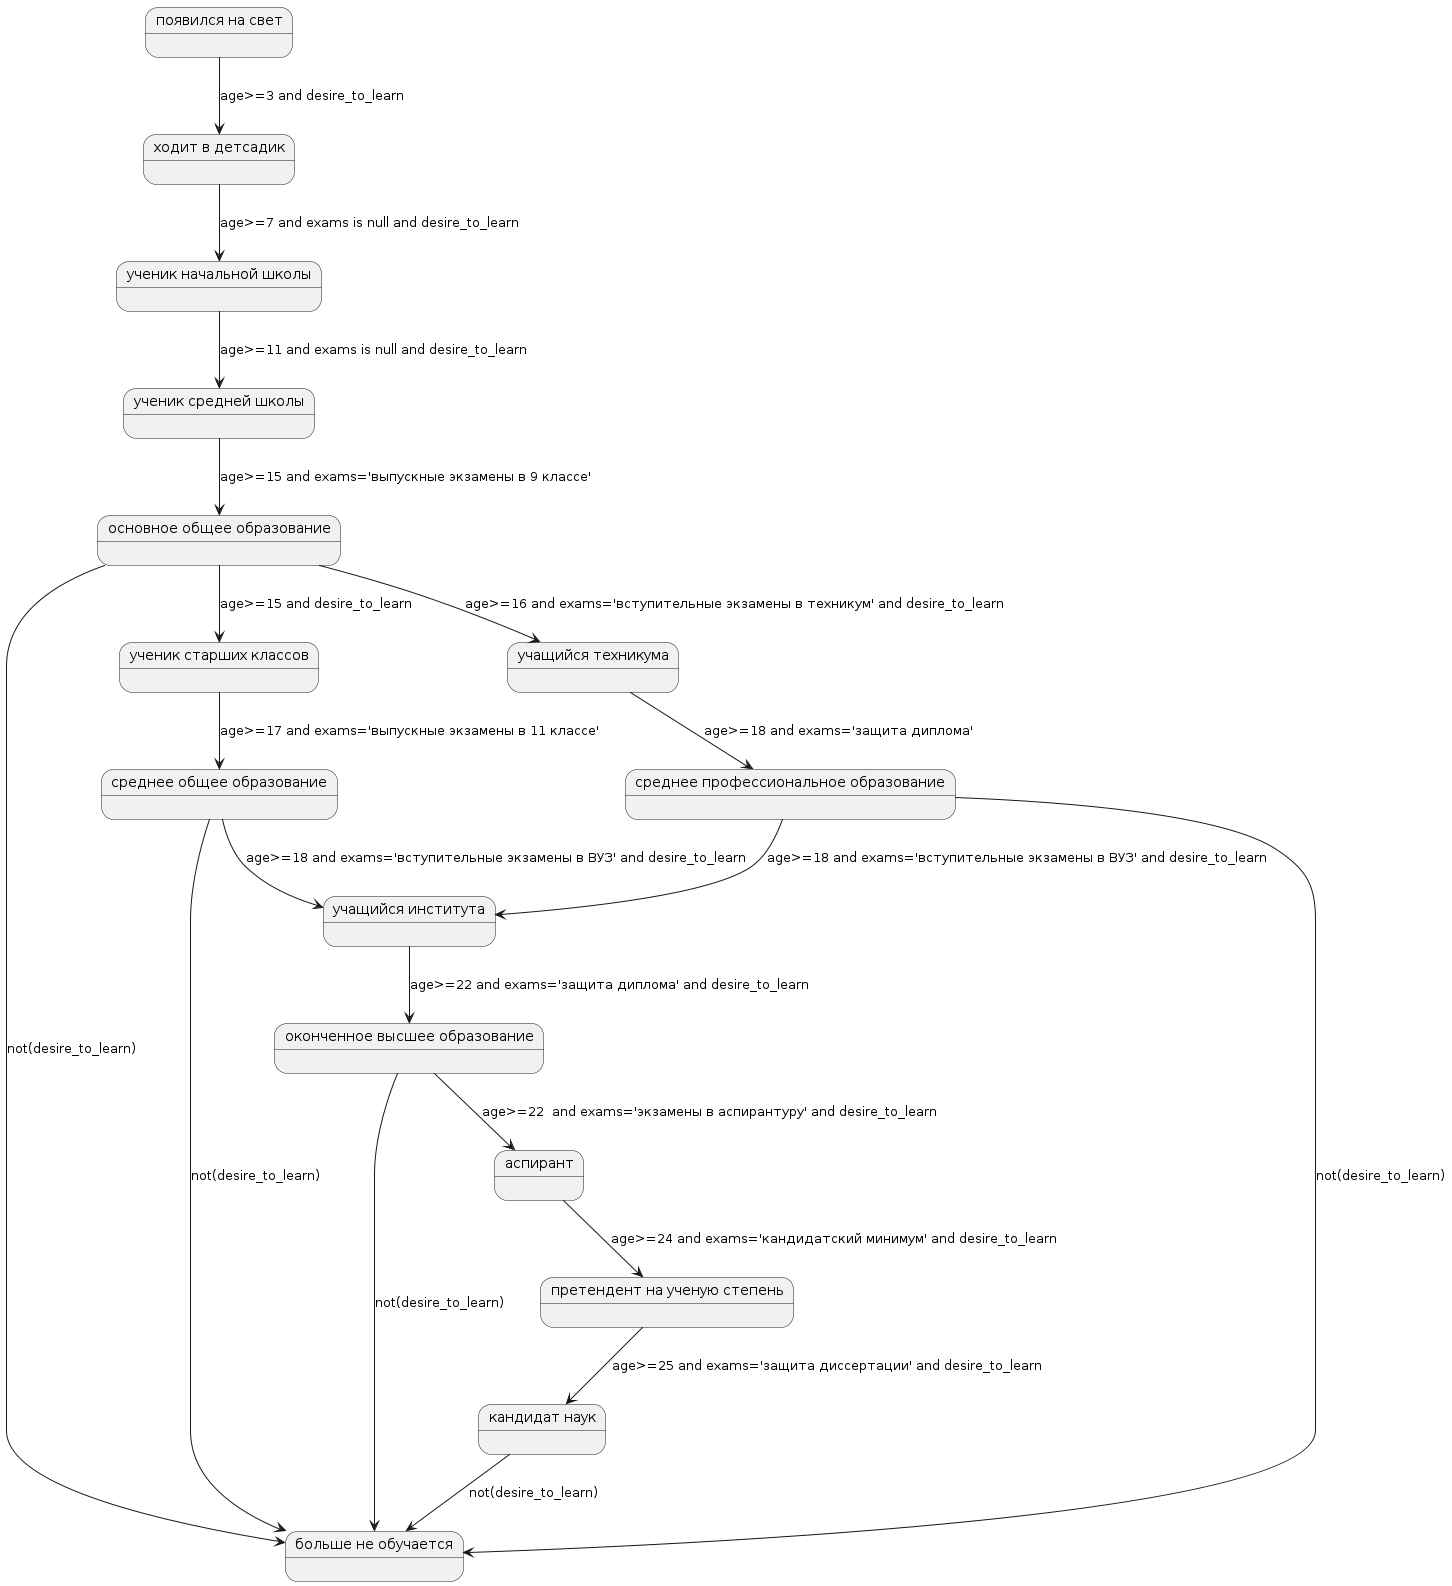 появился на свет
age>=3 and desire_to_learn
ходит в детсадик
age>=7 and exams is null and desire_to_learn
ученик начальной школы
age>=11 and exams is null and desire_to_learn
ученик средней школы
age>=15 and exams='выпускные экзамены в 9 классе'
основное общее образование
age>=15 and desire_to_learn
age>=16 and exams='вступительные экзамены в техникум' and desire_to_learn
ученик старших классов
учащийся техникума
age>=17 and exams='выпускные экзамены в 11 классе'
age>=18 and exams='защита диплома'
среднее общее образование
среднее профессиональное образование
age>=18 and exams='вступительные экзамены в ВУЗ' and desire_to_learn
age>=18 and exams='вступительные экзамены в ВУЗ' and desire_to_learn
учащийся института
age>=22 and exams='защита диплома' and desire_to_learn
оконченное высшее образование
not(desire_to_learn)
age>=22  and exams='экзамены в аспирантуру' and desire_to_learn
аспирант
not(desire_to_learn)
not(desire_to_learn)
age>=24 and exams='кандидатский минимум' and desire_to_learn
претендент на ученую степень
not(desire_to_learn)
age>=25 and exams='защита диссертации' and desire_to_learn
кандидат наук
not(desire_to_learn)
больше не обучается